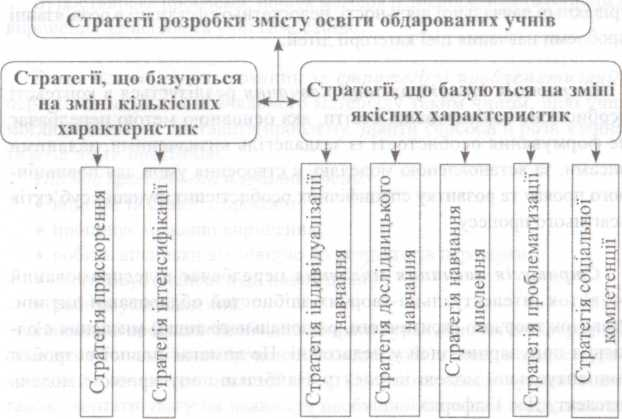 Стратегії розробки змісту освіти обдарованих учнів
Стратегії, що базуються
на зміні кількісних
характеристик
Стратегії, що базуються на зміні
якісних характеристик
Стратегія прискорення
Стратегія інтенсифікації
Стратегія індивідуалізації
навчання
Стратегія дослідницького
навчання
Стратегія навчання
мислення
Стратегія проблематизації
Стратегія соціальної
компетенції